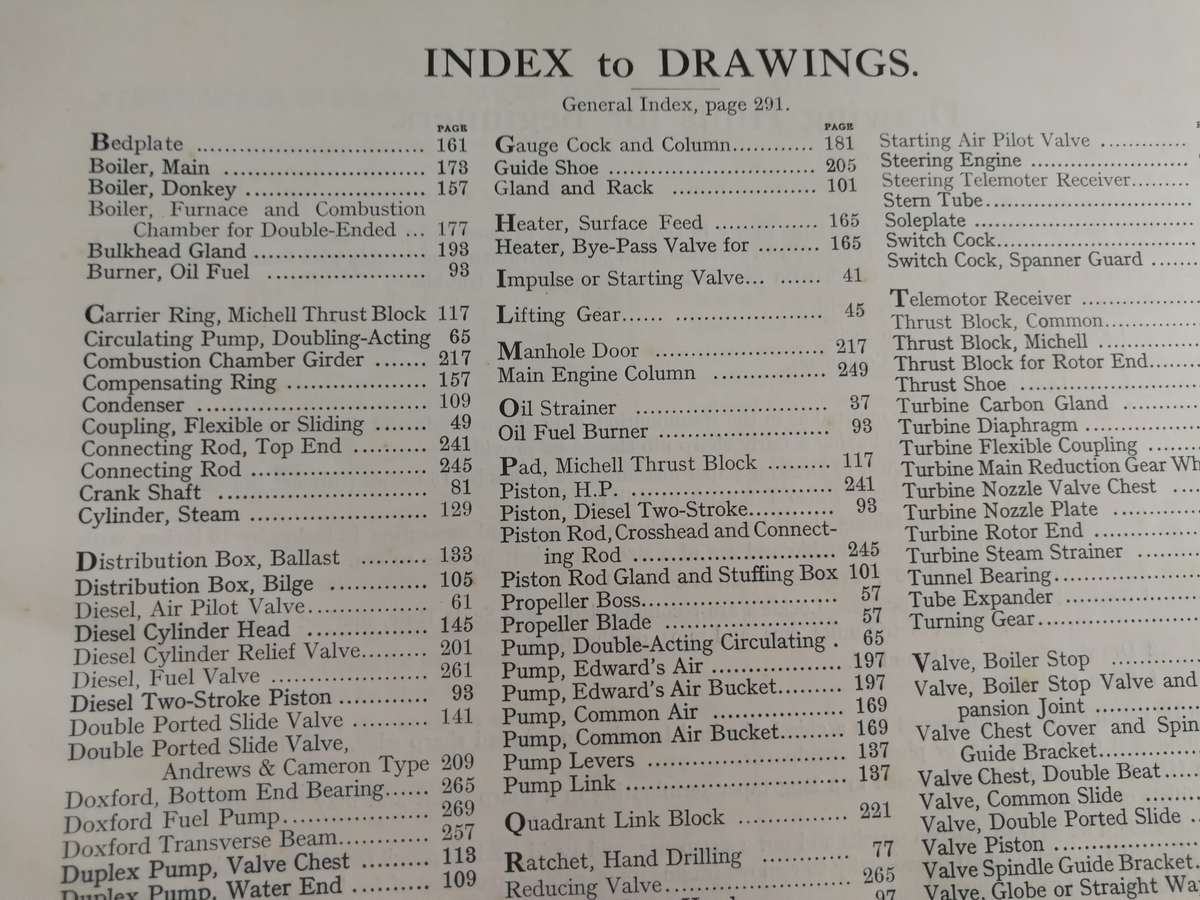 INDEX to DRAWINGS.
General Index, page 291.
PAGE
Bedplate .................................. 161
Boiler, Main .............................. 173
Boiler, Donkey ........................... 157
Boiler, Furnace and Combustion
Chamber for Double-Ended ... 177
Bulkhead Gland ......................... 193
Burner, Oil Fuel ....................... 93
Carrier Ring, Michell Thrust Block 117
Circulating Pump, Doubling-Acting 65
Combustion Chamber Girder ....... 217
Compensating Ring .................... 157
Condenser ................................. 109
Coupling, Flexible or Sliding ....... 49
Connecting Rod, Top End .......... 241
Connecting Rod ......................... 245
Crank Shaft .............................. 81
Cylinder, Steam ......................... 129
Distribution Box, Ballast ......... 133
Distribution Box, Bilge .............. 105
Diesel, Air Pilot Valve................. 61
Diesel Cylinder Head ................. 145
Diesel Cylinder Relief Valve......... 201
Diesel, Fuel Valve ...................... 261
Diesel Two-Stroke Piston ............ 93
Double Ported Slide Valve .......... 141
Double Ported Slide Valve,
Andrews & Cameron Type 209
Doxford, Bottom End Bearing...... 265
Doxford Fuel Pump..................... 269
Doxford Transverse Beam............ 257
Duplex Pump, Valve Chest ......... 113
Duplex Pump, Water End .......... 109
PAGE
Gauge Cock and Column............ 181
Guide Shoe .............................. 205
Gland and Rack ..................... 101
Heater, Surface Feed ............... 165
Heater, Bye-Pass Valve for ......... 165
Impulse or Starting Valve... ...... 41
Lifting Gear...... ...................... 45
Manhole Door ......................... 217
Main Engine Column ................. 249
Oil Strainer ............................ 37
Oil Fuel Burner ........................ 93
Pad, Michell Thrust Block ......... 117
Piston, H.P. ............................. 241
Piston, Diesel Two-Stroke............ 93
Piston Rod, Crosshead and Connect-
ing Rod ............................. 245
Piston Rod Gland and Stuffing Box 101
Propeller Boss............................ 57
Propeller Blade ......................... 57
Pump, Double-Acting Circulating . 65
Pump, Edward's Air ................... 197
Pump, Edward's Air Bucket......... 197
Pump, Common Air ................... 169
Pump, Common Air Bucket......... 169
Pump Levers ............................ 137
Pump Link ............................... 137
Quadrant Link Block ................ 221
Ratchet, Hand Drilling ............ 77
Reducing Valve.......................... 265
97
Starting Air Pilot Valve ............
Steering Engine .......................
Steering Telemoter Receiver.........
Stern Tube..............................
Soleplate ................................
Switch Cock.............................
Switch Cock, Spanner Guard .......
Telemotor Receiver .................
Thrust Block, Common...............
Thrust Block, Michell ...............
Thrust Block for Rotor End.........
Thrust Shoe ............................
Turbine Carbon Gland ............
Turbine Diaphragm ..................
Turbine Flexible Coupling ........
Turbine Main Reduction Gear Wh
Turbine Nozzle Valve Chest ....
Turbine Nozzle Plate ..............
Turbine Rotor End ..................
Turbine Steam Strainer ...........
Tunnel Bearing.......................
Tube Expander ......................
Turning Gear.........................
Valve, Boiler Stop ................
Valve, Boiler Stop Valve and
pansion Joint ...................
Valve Chest Cover and Spin
Guide Bracket...................
Valve Chest, Double Beat......
Valve, Common Slide ..........
Valve, Double Ported Slide ..
Valve Piston ......................
Valve Spindle Guide Bracket..
Valve, Globe or Straight Wa